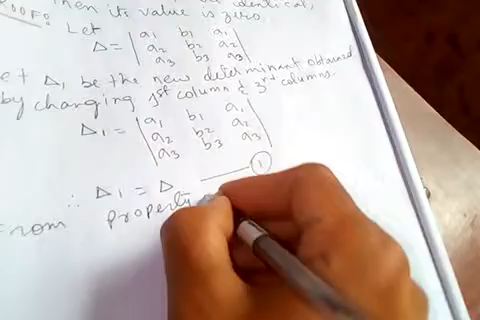 PROOF:
then its value is zero.
Let
Δ = | a1 b1 a1 |
| a2 b2 a2 |
| a3 b3 a3 |
Let Δ1 be the new determinant obtained
by changing 1st column & 3rd columns.
Δ1 = | a1 b1 a1 |
| a2 b2 a2 |
| a3 b3 a3 |
∴ Δ1 = Δ —— ①
From property